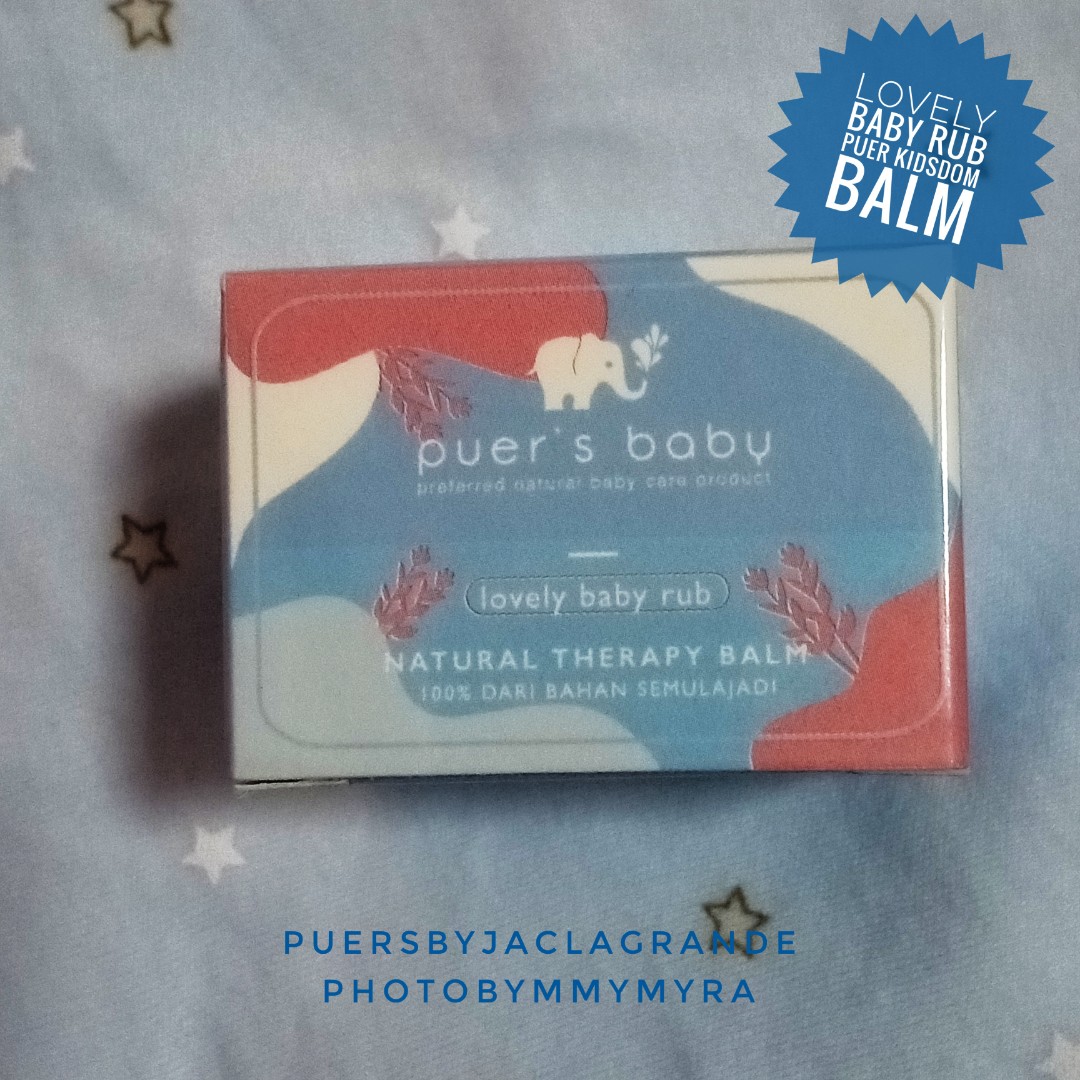 LOVELY
BABY RUB
PUER KIDSDOM
BALM
puer's baby
preferred natural baby care product
lovely baby rub
NATURAL THERAPY BALM
100% DARI BAHAN SEMULAJADI
PUERSBYJACLAGRANDE
PHOTOBYMMYMYRA